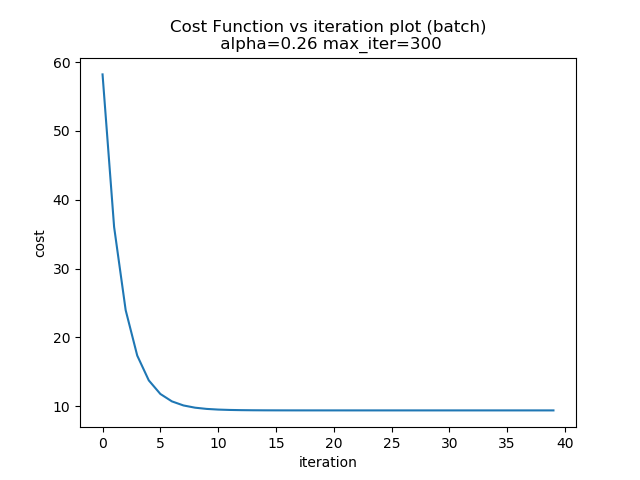 Cost Function vs iteration plot (batch)
alpha=0.26 max_iter=300
60
50
40
30
20
10
cost
0 5 10 15 20 25 30 35 40
iteration